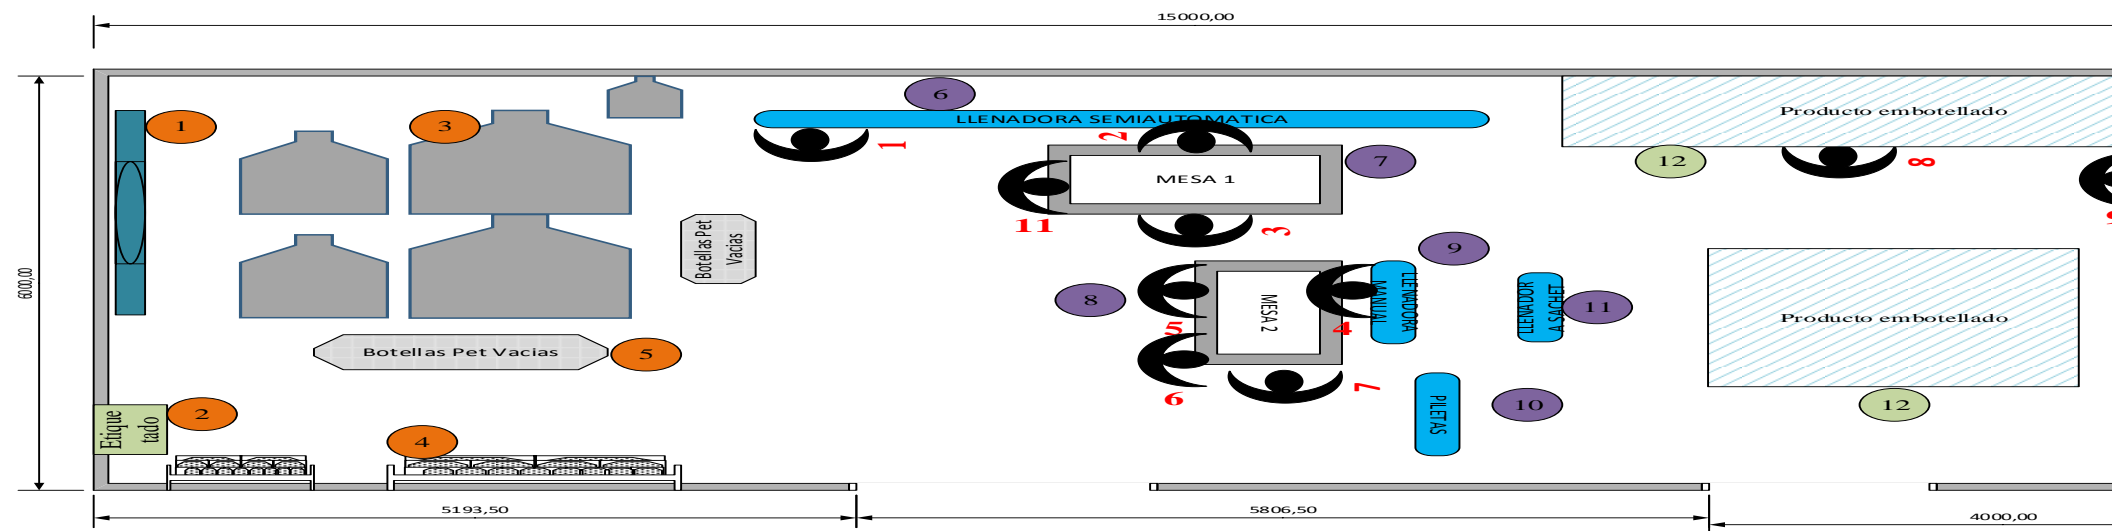 15000,00
6000,00
1
3
6
LLENADORA SEMIAUTOMATICA
1
2
7
MESA 1
11
3
Producto embotellado
12
8
Botellas Pet
Vacias
9
8
MESA 2
5
4
LLENADORA
MANUAL
LLENADOR
A SACHET
11
Producto embotellado
Botellas Pet Vacias
5
6
7
2
Etique
tado
4
PILETAS
10
12
5193,50
5806,50
4000,00